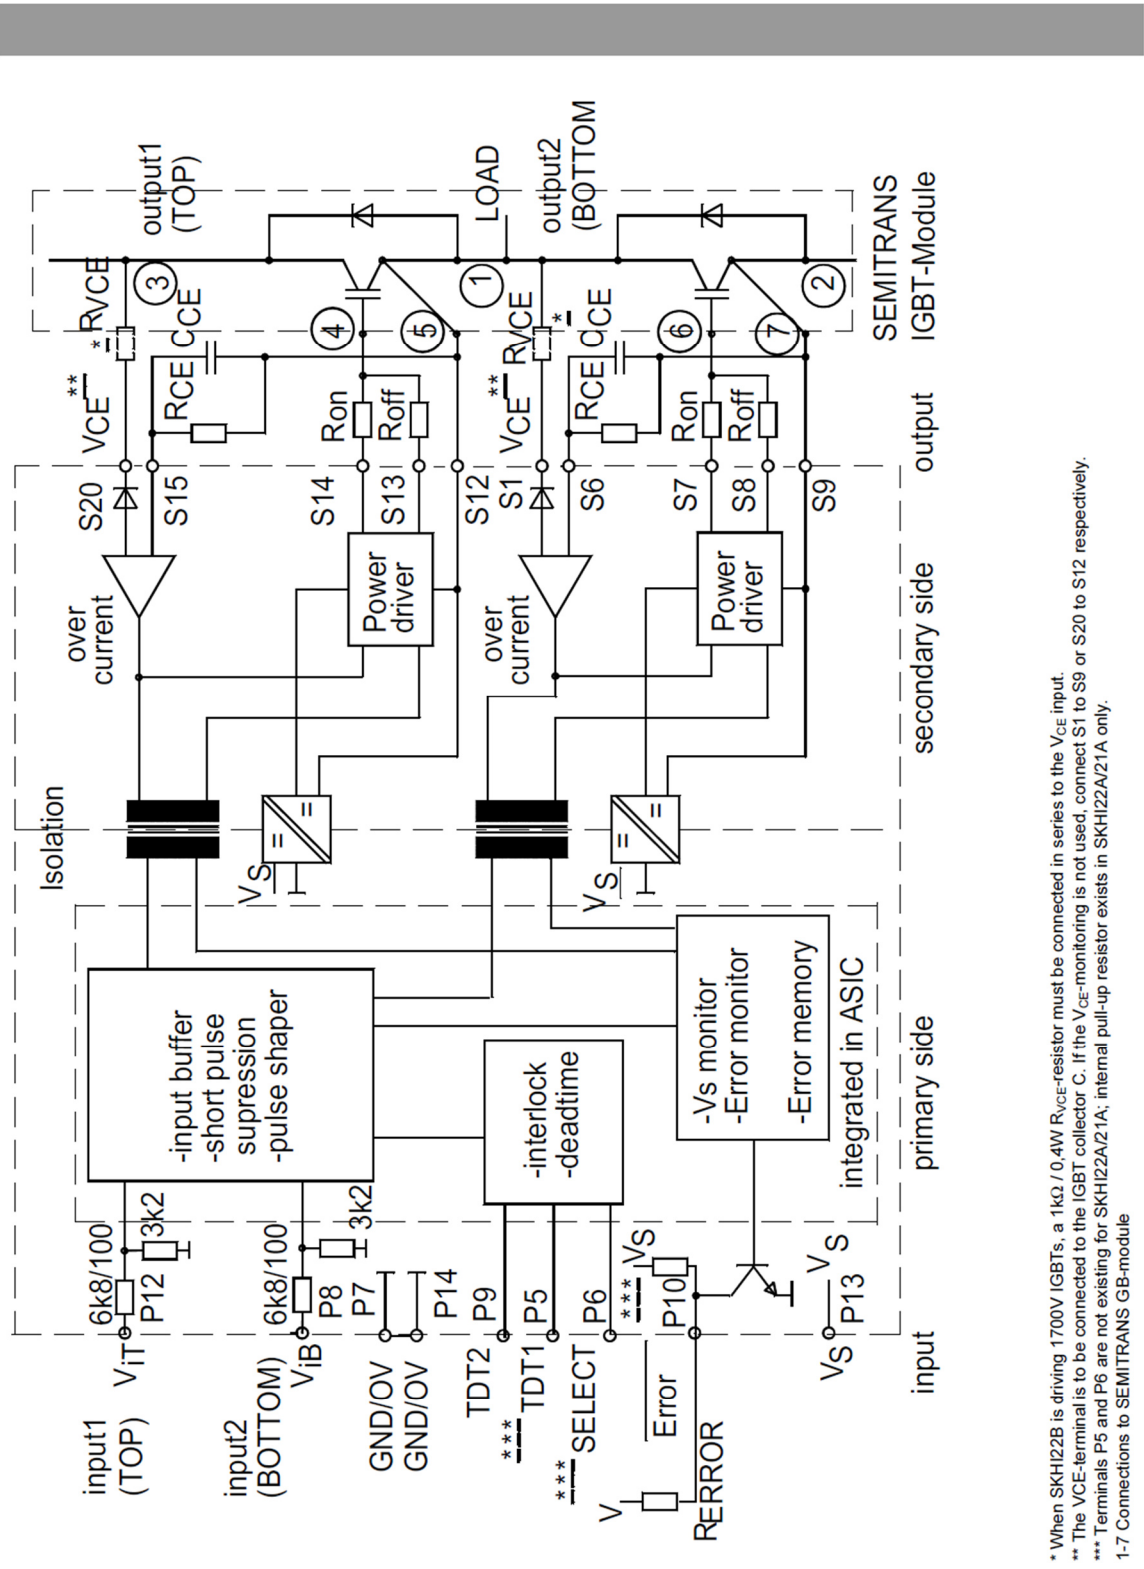 input1
(TOP)
ViT
6k8/100
P12
3k2
input2
(BOTTOM)
ViB
6k8/100
P8
3k2
GND/OV
P7
GND/OV
P14
TDT2
P9
*** TDT1
P5
*** SELECT
P6
V
RERROR
Error
***
VS
P10
VS
P13
VS
input
-input buffer
-short pulse
supression
-pulse shaper
-interlock
-deadtime
-Vs monitor
-Error monitor
-Error memory
integrated in ASIC
primary side
Isolation
VS
=
=
VS
=
=
over
current
Power
driver
over
current
Power
driver
secondary side
S20
S15
S14
S13
S12
S1
S6
S7
S8
S9
output
VCE **
* RVCE
RCE
CCE
Ron
Roff
VCE **
RVCE *
RCE
CCE
Ron
Roff
3
4
5
1
6
7
2
output1
(TOP)
LOAD
output2
(BOTTOM)
SEMITRANS
IGBT-Module
* When SKHI22B is driving 1700V IGBTs, a 1kΩ / 0,4W RVCE-resistor must be connected in series to the VCE input.
** The VCE-terminal is to be connected to the IGBT collector C. If the VCE-monitoring is not used, connect S1 to S9 or S20 to S12 respectively.
*** Terminals P5 and P6 are not existing for SKHI22A/21A; internal pull-up resistor exists in SKHI22A/21A only.
1-7 Connections to SEMITRANS GB-module